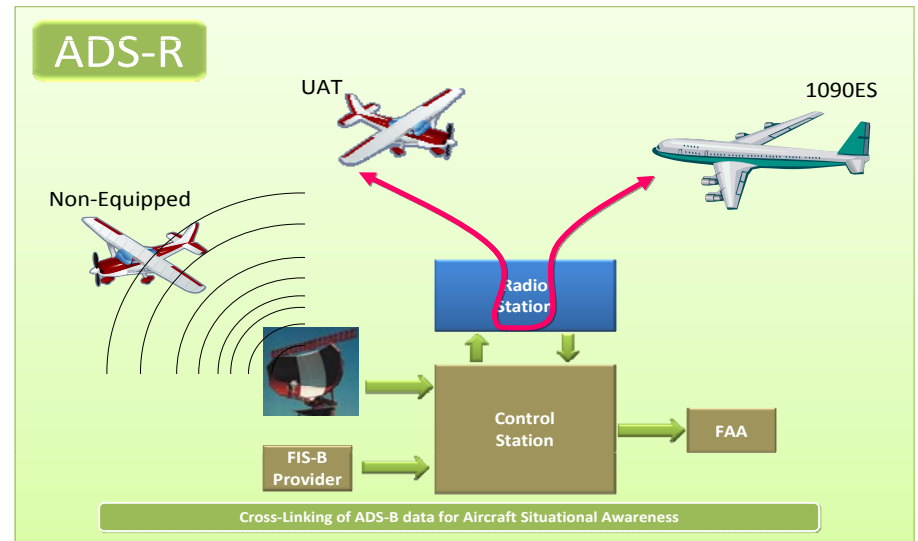 ADS-R
UAT
1090ES
Non-Equipped
Radio
Station
Control
Station
FAA
FIS-B
Provider
Cross-Linking of ADS-B data for Aircraft Situational Awareness